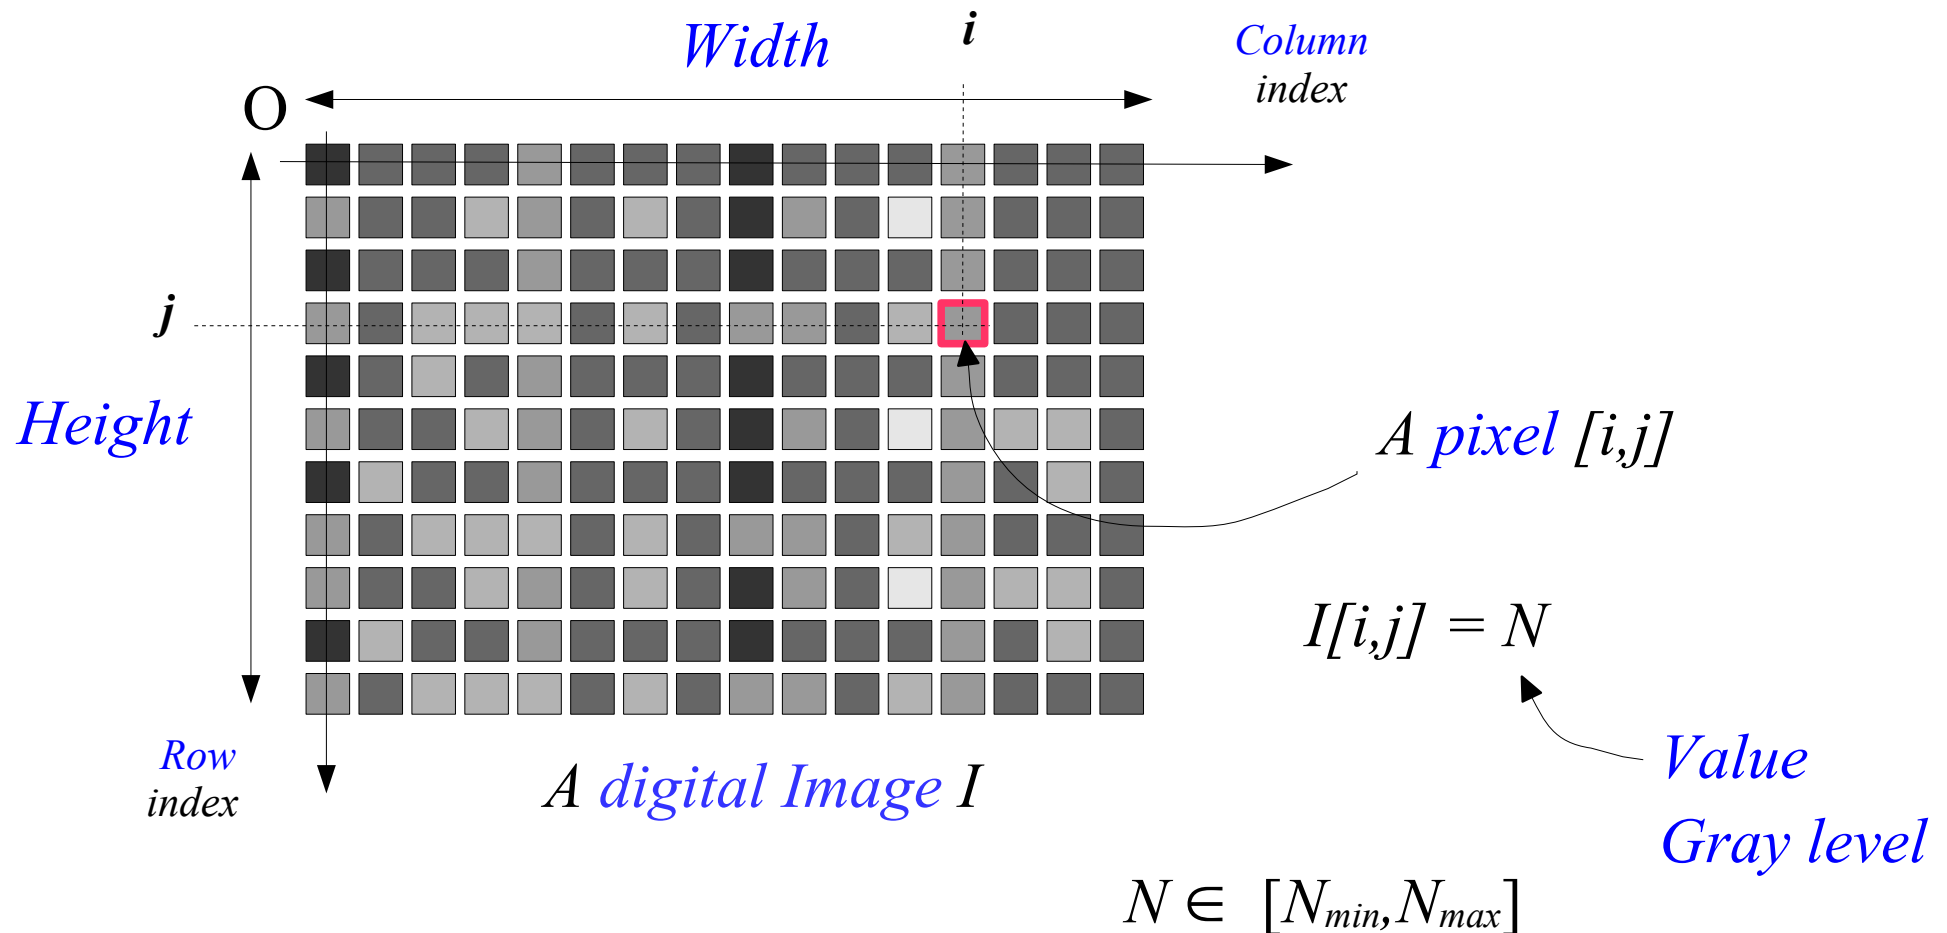 Width
i
Column
index
O
j
Height
A pixel [i,j]
I[i,j] = N
Row
index
A digital Image I
Value
Gray level
N ∈ [Nmin,Nmax]